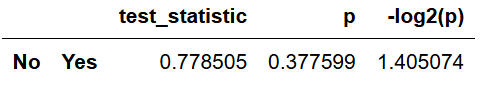 test_statistic p -log2(p)
No Yes 0.778505 0.377599 1.405074